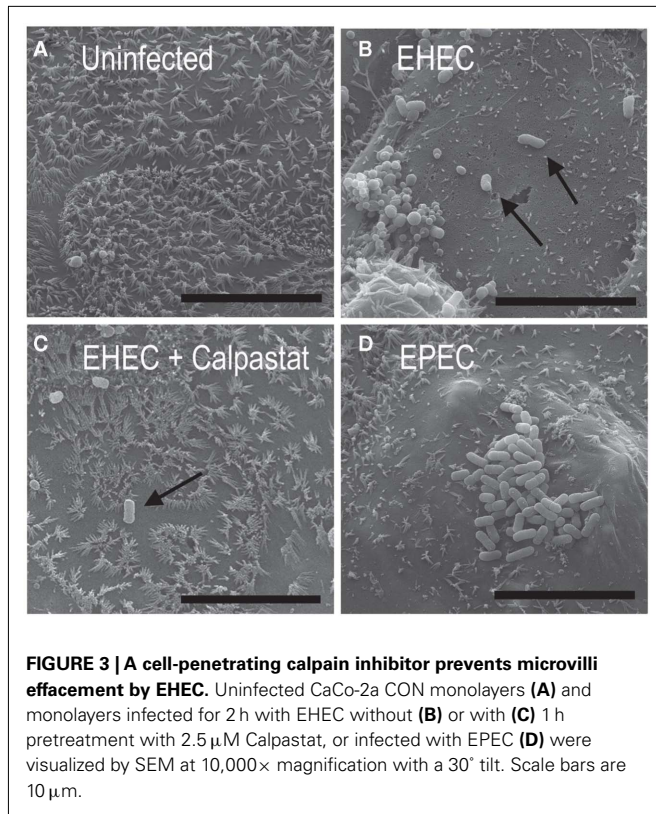 A
Uninfected
B
EHEC
C
EHEC + Calpastat
D
EPEC
FIGURE 3 | A cell-penetrating calpain inhibitor prevents microvilli
effacement by EHEC. Uninfected CaCo-2a CON monolayers (A) and
monolayers infected for 2 h with EHEC without (B) or with (C) 1 h
pretreatment with 2.5 μM Calpastat, or infected with EPEC (D) were
visualized by SEM at 10,000× magnification with a 30° tilt. Scale bars are
10 μm.